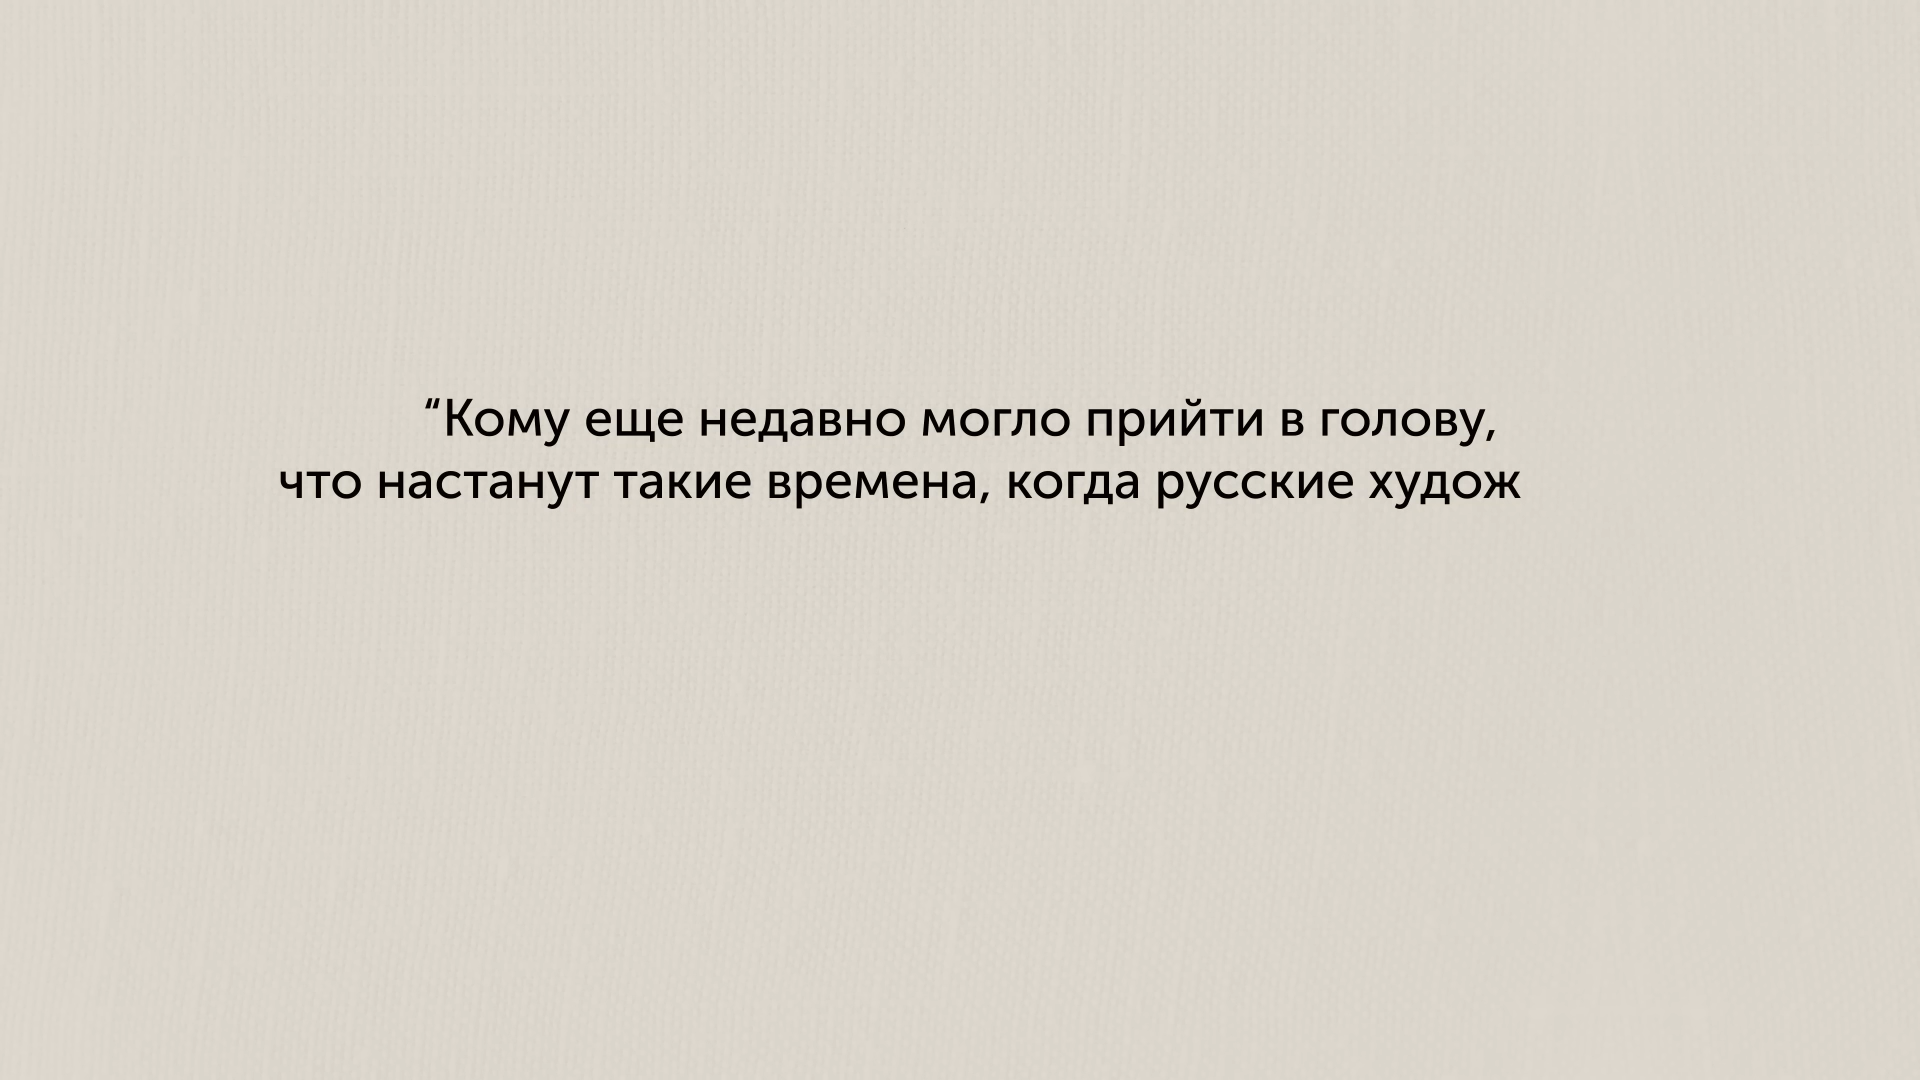 “Кому еще недавно могло прийти в голову,
что настанут такие времена, когда русские худож